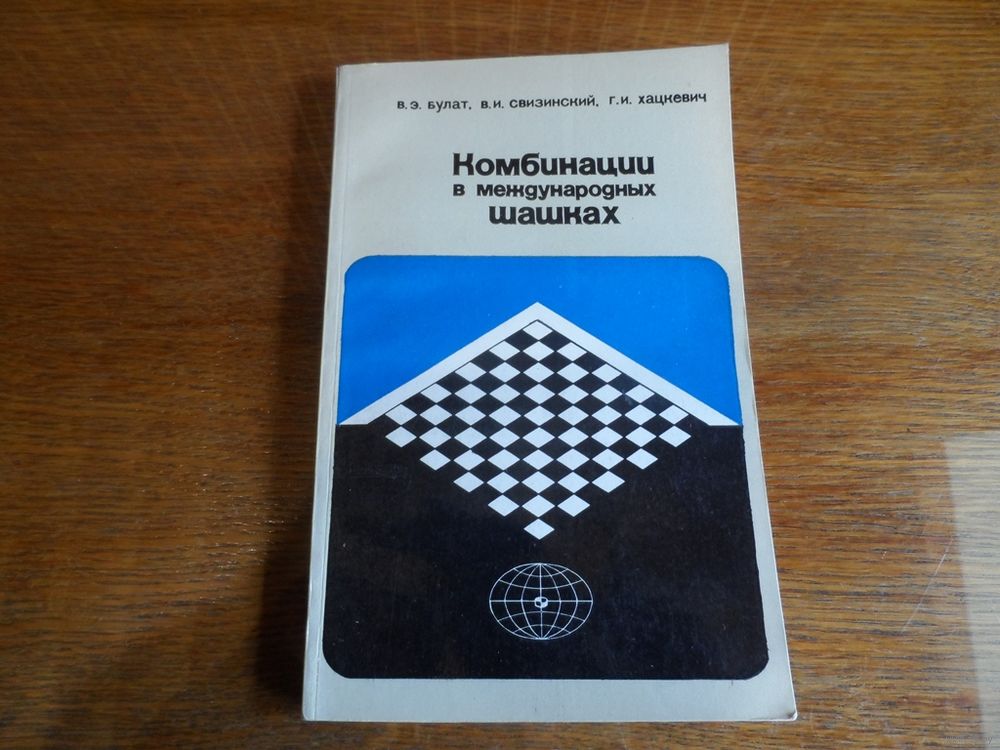 В.Э. БУЛАТ, В.И. СВИЗИНСКИЙ, Г.И. ХАЦКЕВИЧ
Комбинации
в международных
шашках